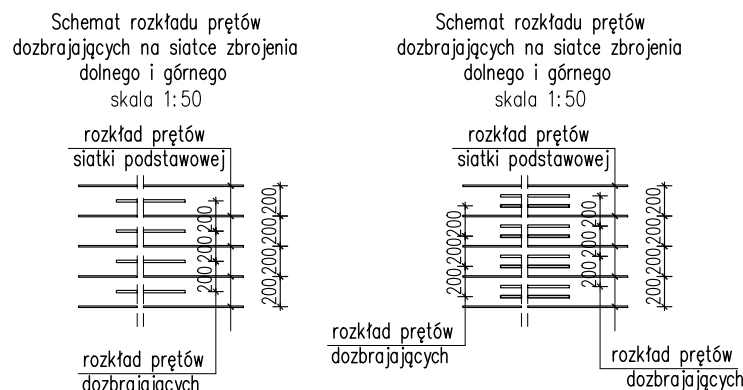 Schemat rozkładu prętów
dozbrajających na siatce zbrojenia
dolnego i górnego
skala 1:50
rozkład prętów
siatki podstawowej
200
200
200
200
200
200
200
rozkład prętów
dozbrajających
Schemat rozkładu prętów
dozbrajających na siatce zbrojenia
dolnego i górnego
skala 1:50
rozkład prętów
siatki podstawowej
200
200
200
200
200
200
200
200
200
200
rozkład prętów
dozbrajających
rozkład prętów
dozbrajających